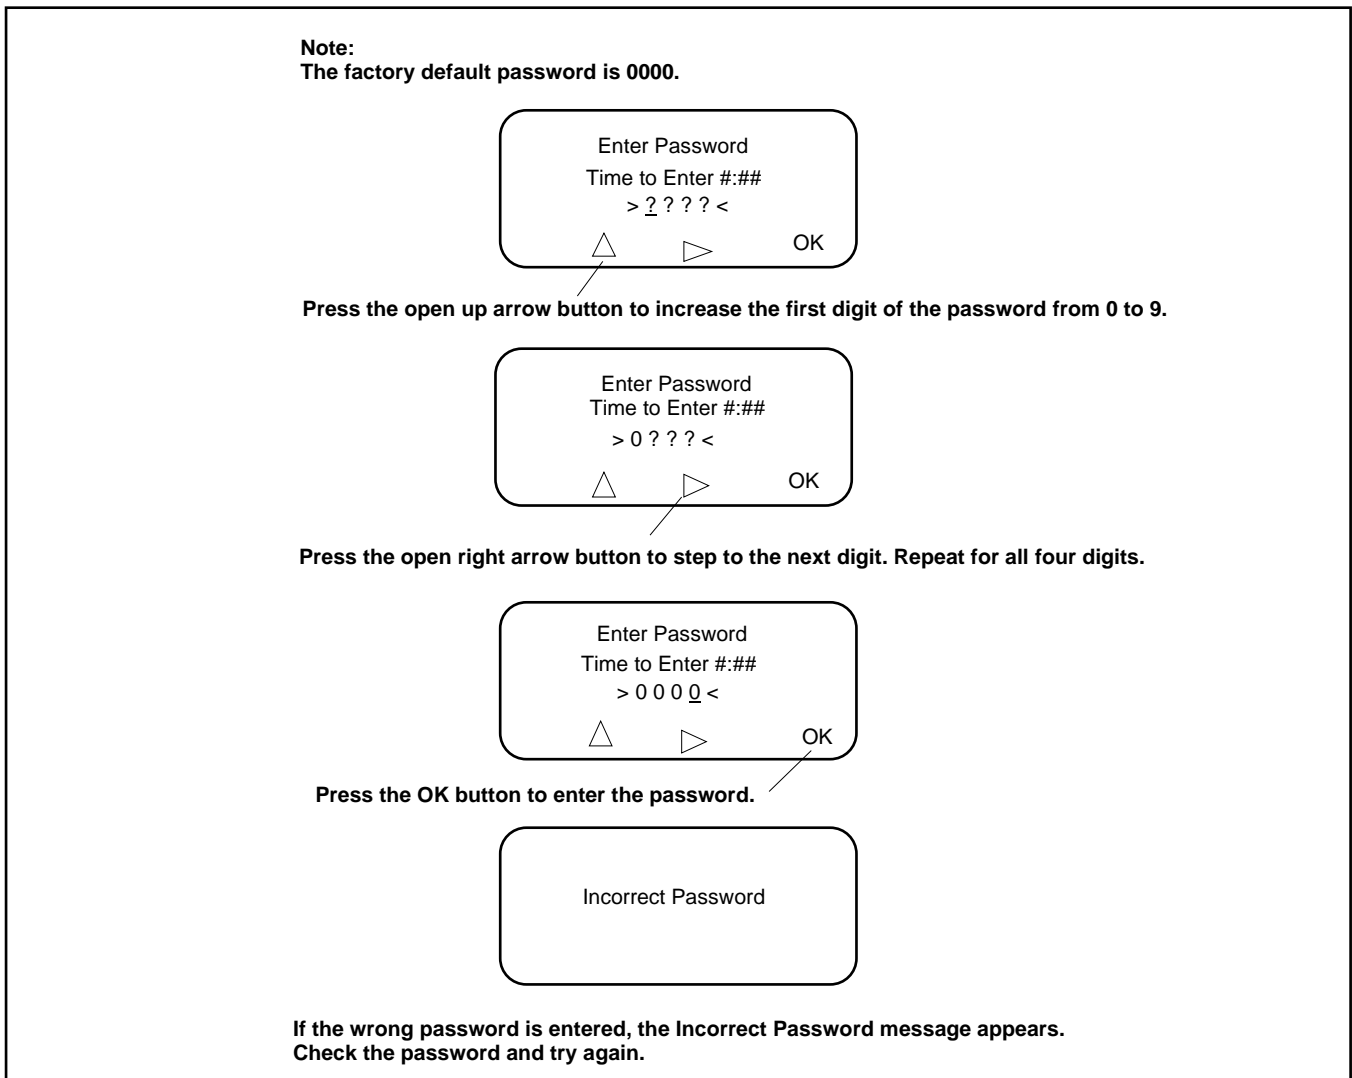 Note:
The factory default password is 0000.
Enter Password
Time to Enter #:##
> ? ? ? ? <
OK
Press the open up arrow button to increase the first digit of the password from 0 to 9.
Enter Password
Time to Enter #:##
> 0 ? ? ? <
OK
Press the open right arrow button to step to the next digit. Repeat for all four digits.
Enter Password
Time to Enter #:##
> 0 0 0 0 <
OK
Press the OK button to enter the password.
Incorrect Password
If the wrong password is entered, the Incorrect Password message appears.
Check the password and try again.